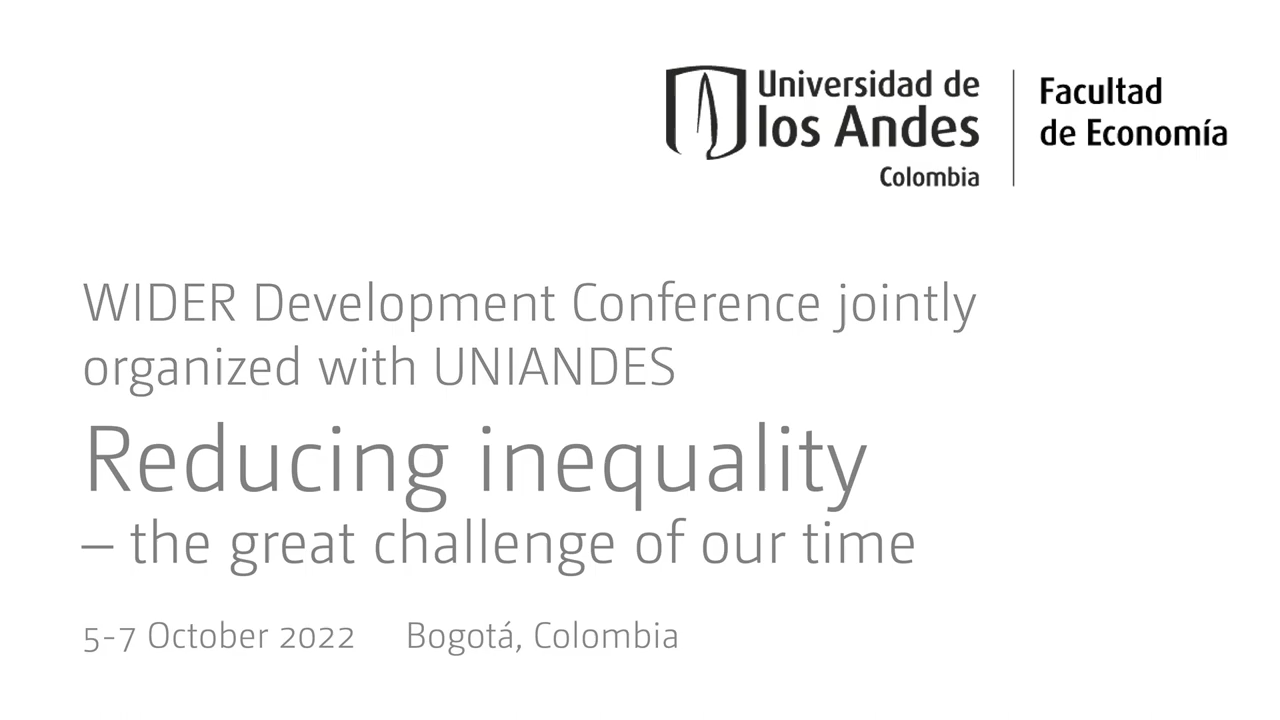 Universidad de
los Andes
Colombia
Facultad
de Economía
WIDER Development Conference jointly
organized with UNIANDES
Reducing inequality
– the great challenge of our time
5-7 October 2022 Bogotá, Colombia